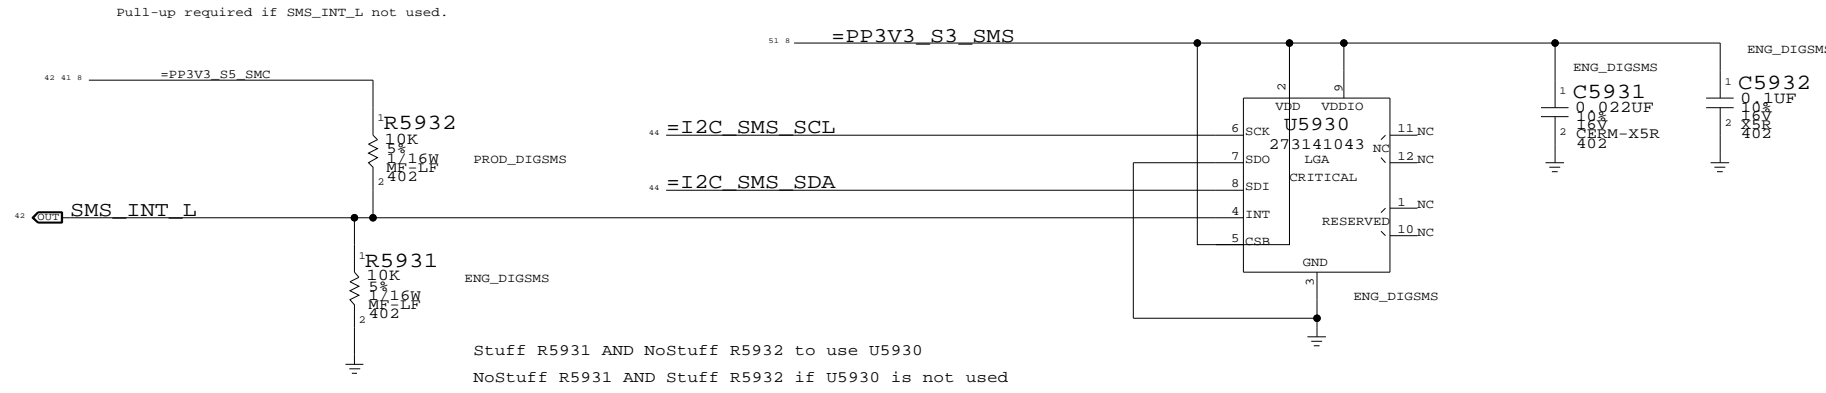 Pull-up required if SMS_INT_L not used.
51 8
=PP3V3_S3_SMS
42 41 8
=PP3V3_S5_SMC
1
R5932
10K
5%
1/16W
MF-LF
402
2
PROD_DIGSMS
42
OUT
SMS_INT_L
1
R5931
10K
5%
1/16W
MF-LF
402
2
ENG_DIGSMS
44
=I2C_SMS_SCL
44
=I2C_SMS_SDA
2
9
VDD
VDDIO
U5930
273141043
LGA
CRITICAL
6
SCK
7
SDO
8
SDI
4
INT
5
CSB
11
NC
NC
12
NC
RESERVED
1
NC
10
NC
GND
3
ENG_DIGSMS
ENG_DIGSMS
1
C5931
0.022UF
10%
16V
CERM-X5R
402
2
ENG_DIGSM
1
C5932
0.1UF
10%
16V
X5R
402
2
Stuff R5931 AND NoStuff R5932 to use U5930
NoStuff R5931 AND Stuff R5932 if U5930 is not used